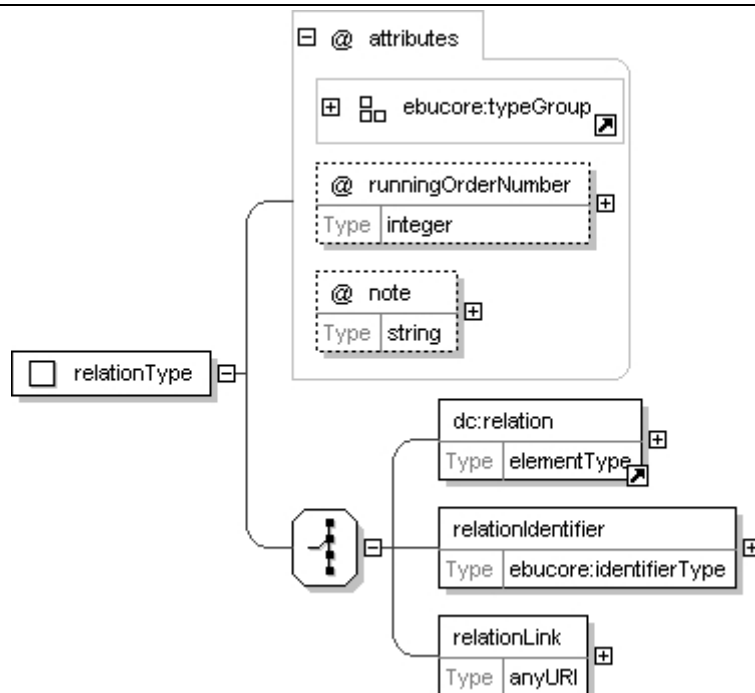 @ attributes
ebucore:typeGroup
@ runningOrderNumber
Type integer
@ note
Type string
relationType
dc:relation
Type elementType
relationIdentifier
Type ebucore:identifierType
relationLink
Type anyURI